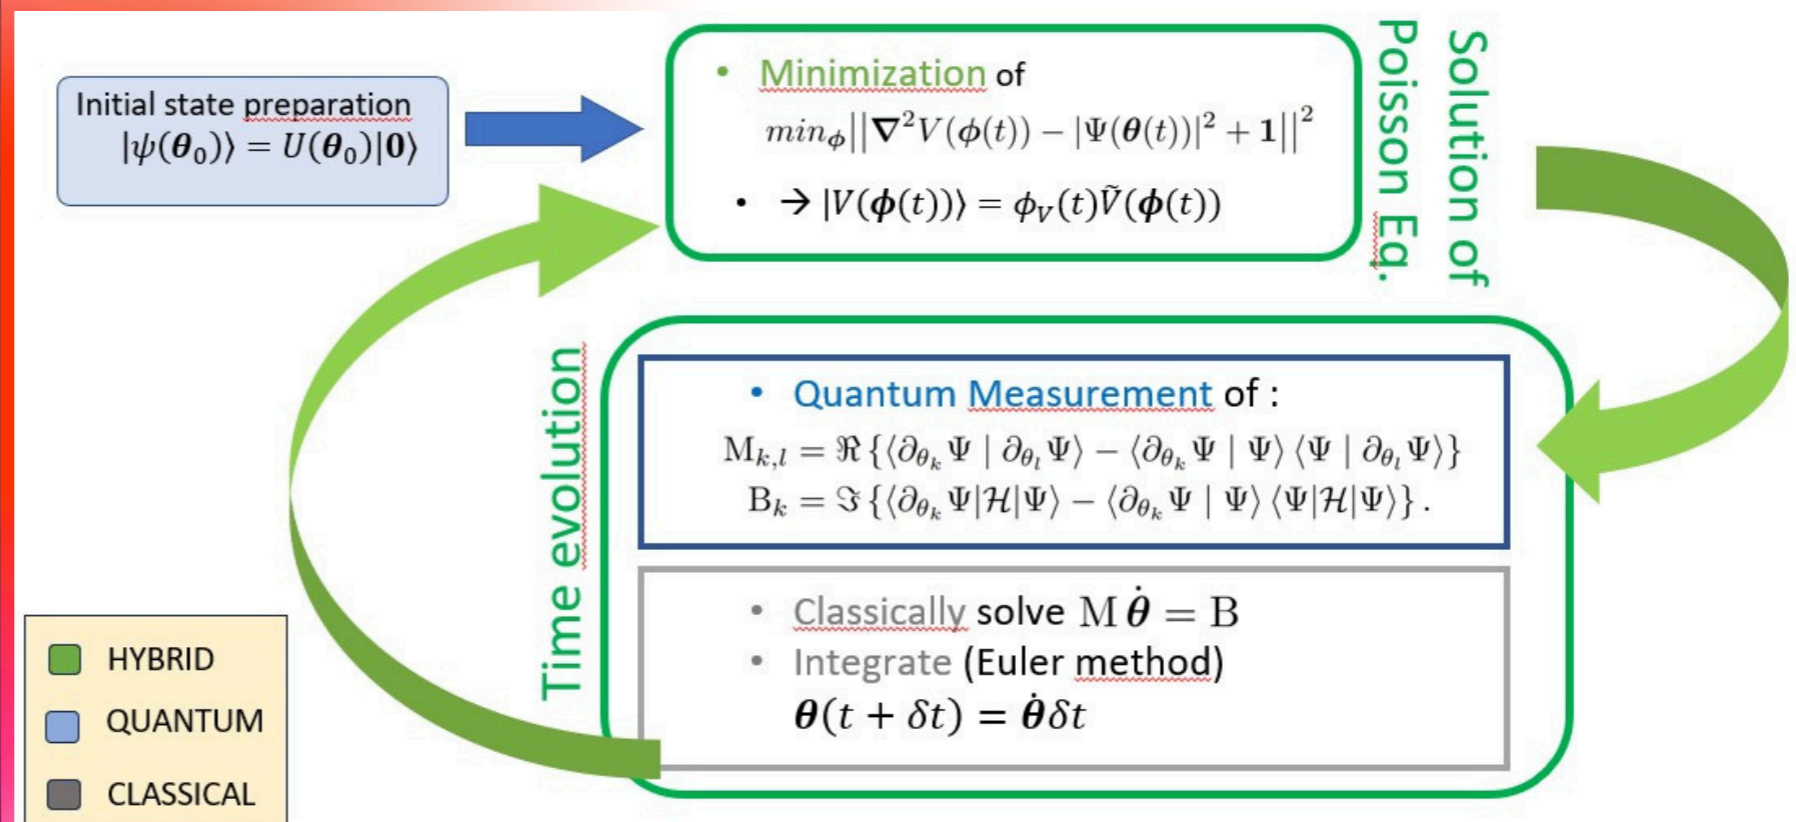 Initial state preparation
|ψ(𝜽₀)⟩ = U(𝜽₀)|𝟎⟩
• Minimization of
min_𝝓||𝛁²V(𝝓(t)) − |Ψ(𝜽(t))|² + 𝟏||²
• → |V(𝝓(t))⟩ = ϕ_V(t)Ṽ(𝝓(t))
Solution of
Poisson Eq.
Time evolution
• Quantum Measurement of :
M_{k,l} = ℜ {⟨∂_{θ_k} Ψ | ∂_{θ_l} Ψ⟩ − ⟨∂_{θ_k} Ψ | Ψ⟩ ⟨Ψ | ∂_{θ_l} Ψ⟩}
B_k = ℑ {⟨∂_{θ_k} Ψ|ℋ|Ψ⟩ − ⟨∂_{θ_k} Ψ | Ψ⟩ ⟨Ψ|ℋ|Ψ⟩} .
• Classically solve M 𝜽̇ = B
• Integrate (Euler method)
𝜽(t + δt) = 𝜽̇δt
HYBRID
QUANTUM
CLASSICAL